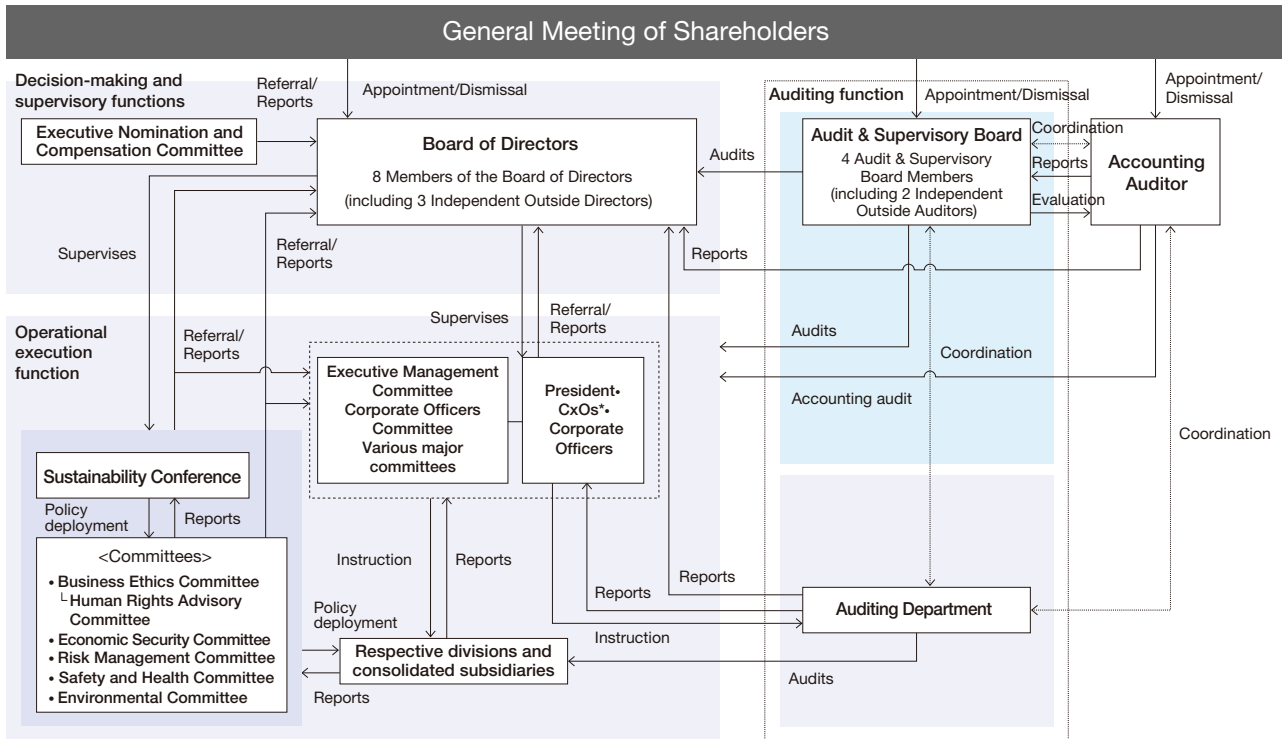 General Meeting of Shareholders
Decision-making and
supervisory functions
Referral/
Reports
Appointment/Dismissal
Auditing function
Appointment/Dismissal
Appointment/
Dismissal
Executive Nomination and
Compensation Committee
Board of Directors
8 Members of the Board of Directors
(including 3 Independent Outside Directors)
Audits
Audit & Supervisory Board
4 Audit & Supervisory
Board Members
(including 2 Independent
Outside Auditors)
Coordination
Reports
Evaluation
Accounting
Auditor
Supervises
Referral/
Reports
Reports
Operational
execution
function
Referral/
Reports
Supervises
Referral/
Reports
Audits
Coordination
Accounting audit
Coordination
Executive Management
Committee
Corporate Officers
Committee
Various major
committees
President•
CxOs*•
Corporate
Officers
Sustainability Conference
Policy
deployment
Reports
<Committees>
• Business Ethics Committee
└ Human Rights Advisory
Committee
• Economic Security Committee
• Risk Management Committee
• Safety and Health Committee
• Environmental Committee
Instruction
Reports
Policy
deployment
Reports
Respective divisions and
consolidated subsidiaries
Reports
Reports
Instruction
Auditing Department
Audits